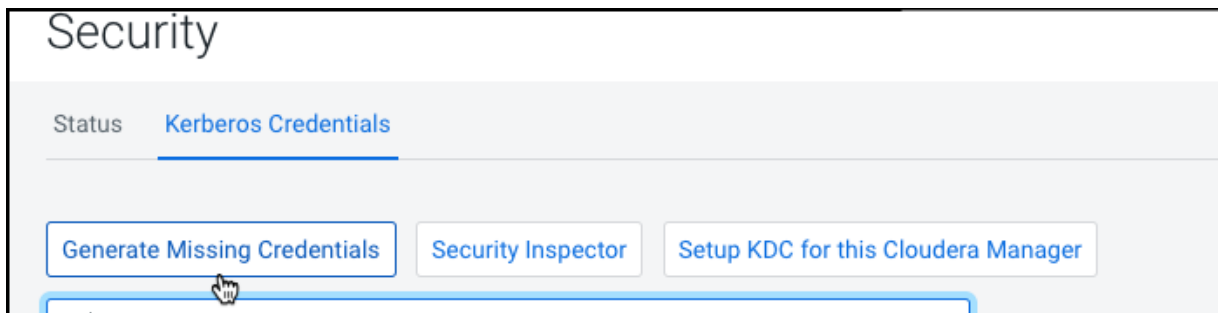 Security
Status Kerberos Credentials
Generate Missing Credentials Security Inspector Setup KDC for this Cloudera Manager